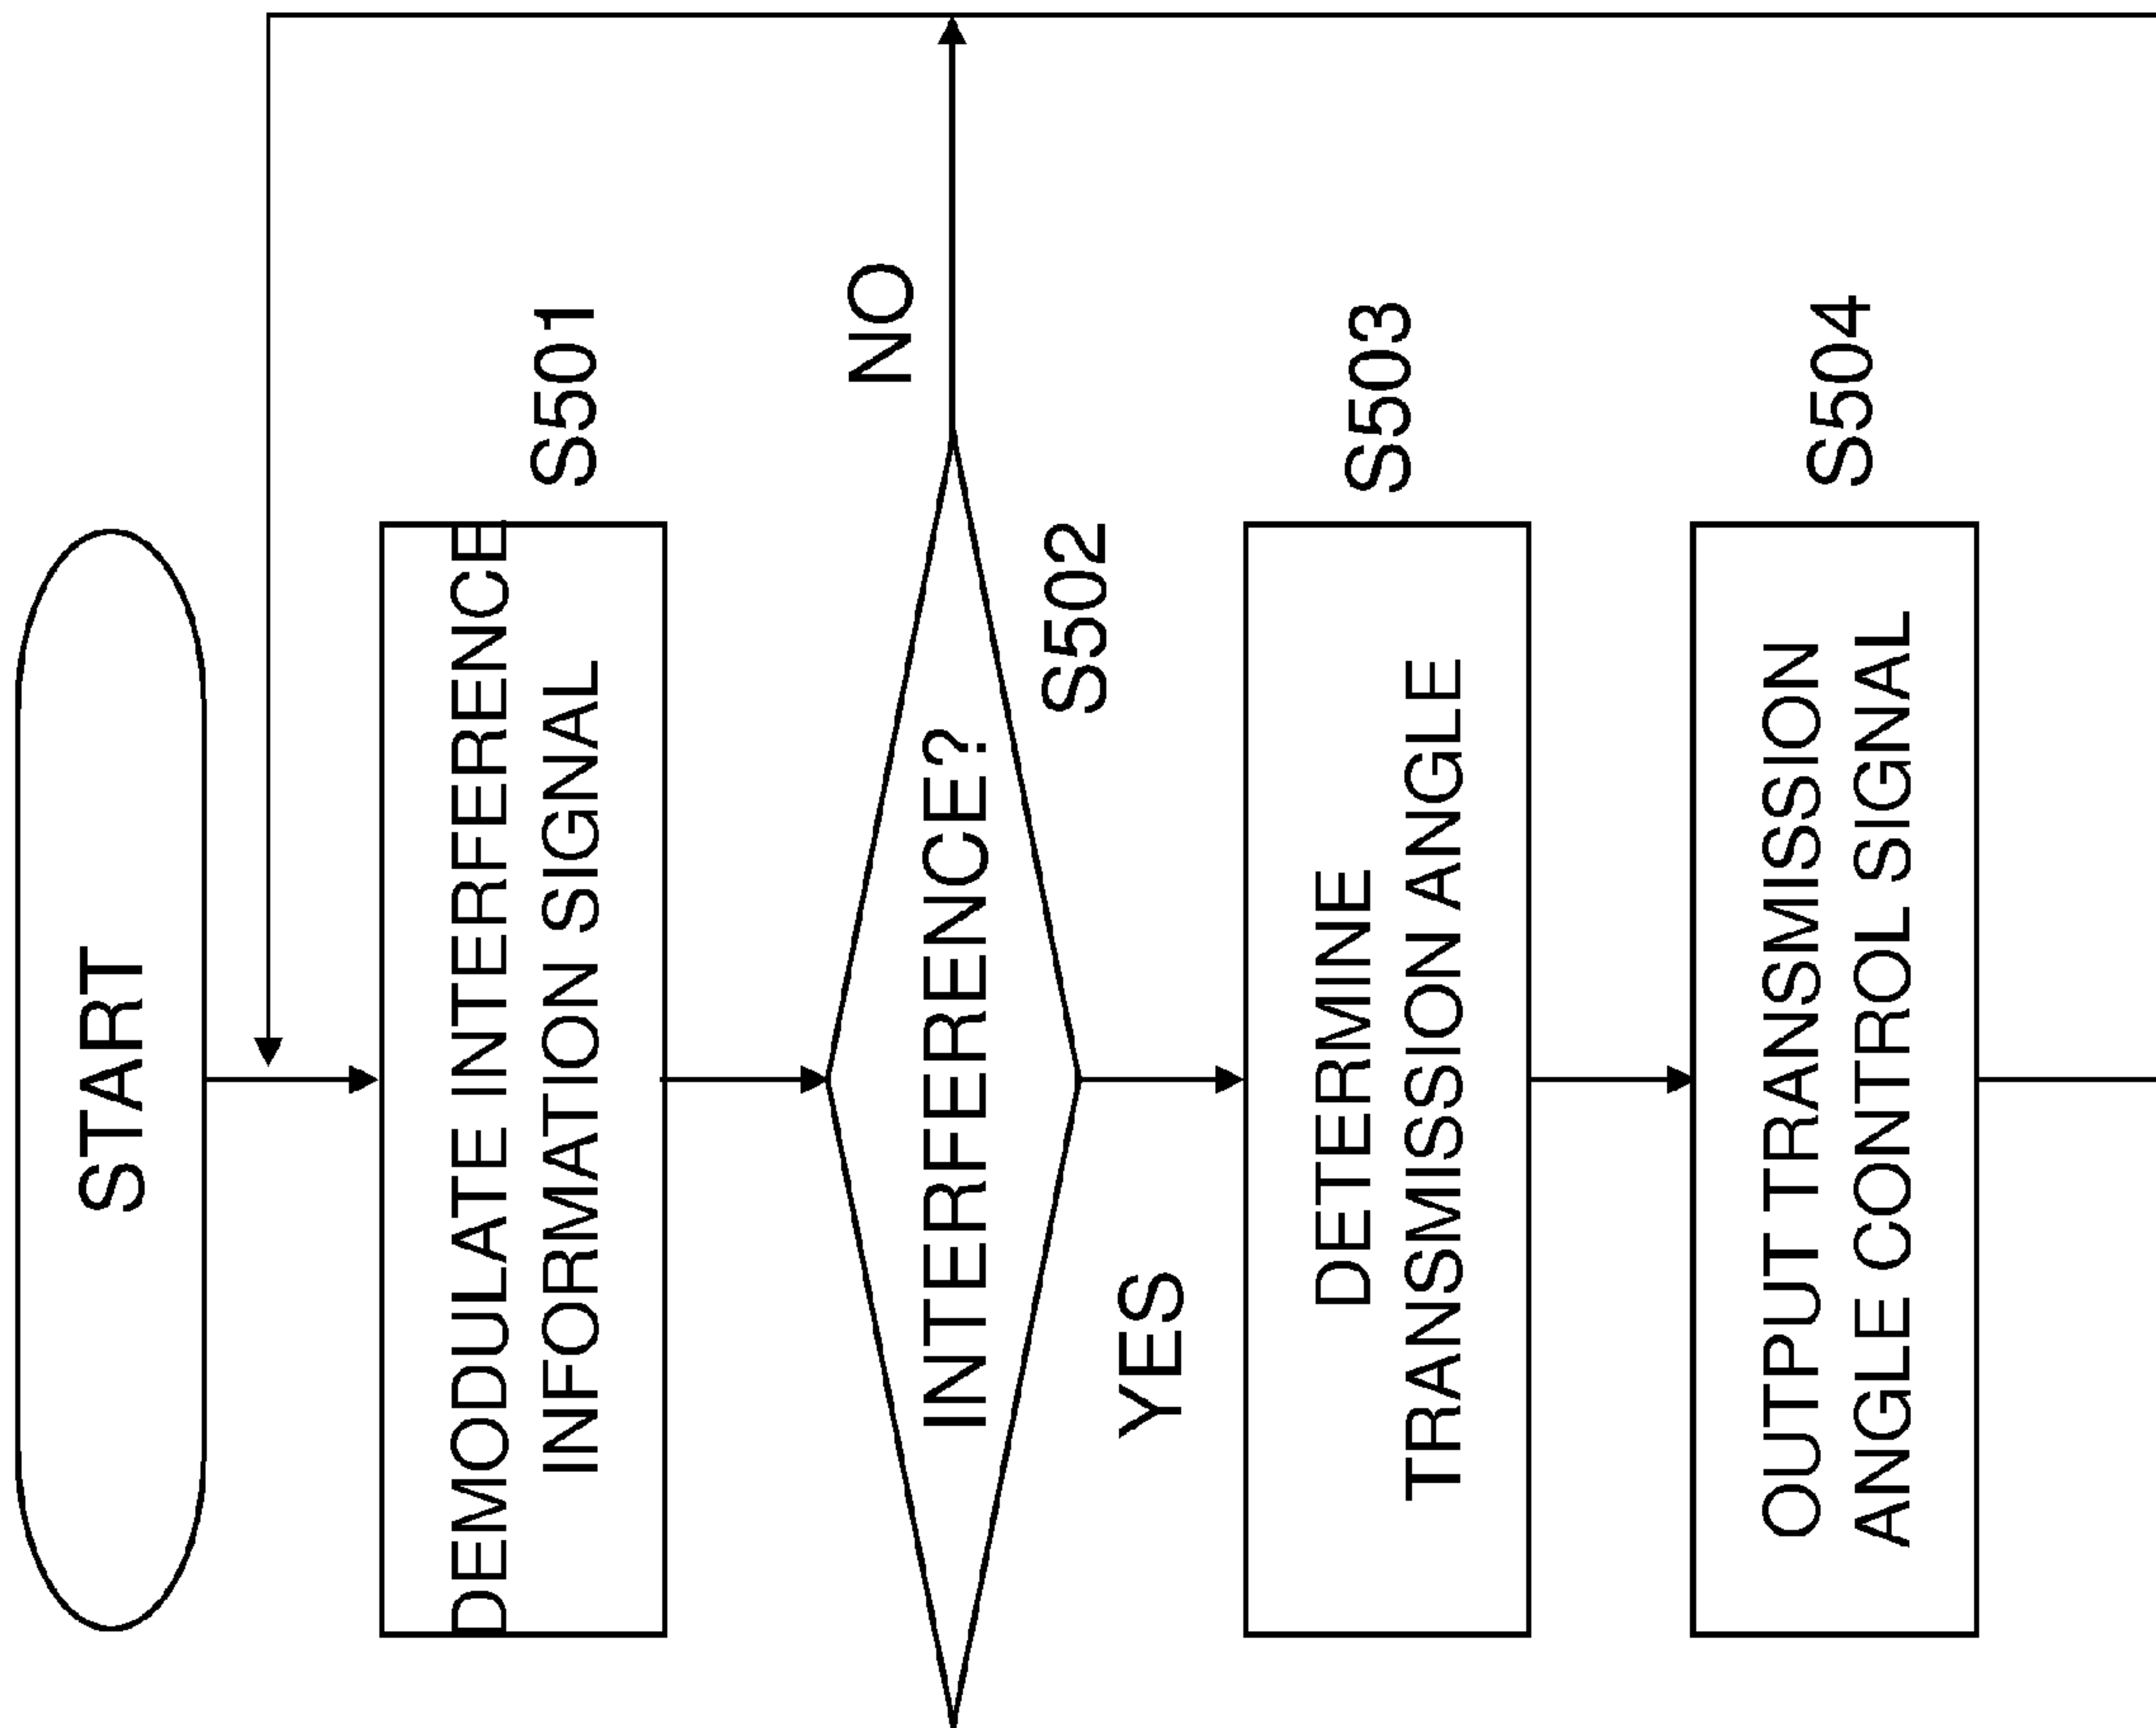 START
DEMODULATE INTERFERENCE
INFORMATION SIGNAL
S501
INTERFERENCE?
NO
S502
YES
DETERMINE
TRANSMISSION ANGLE
S503
OUTPUT TRANSMISSION
ANGLE CONTROL SIGNAL
S504